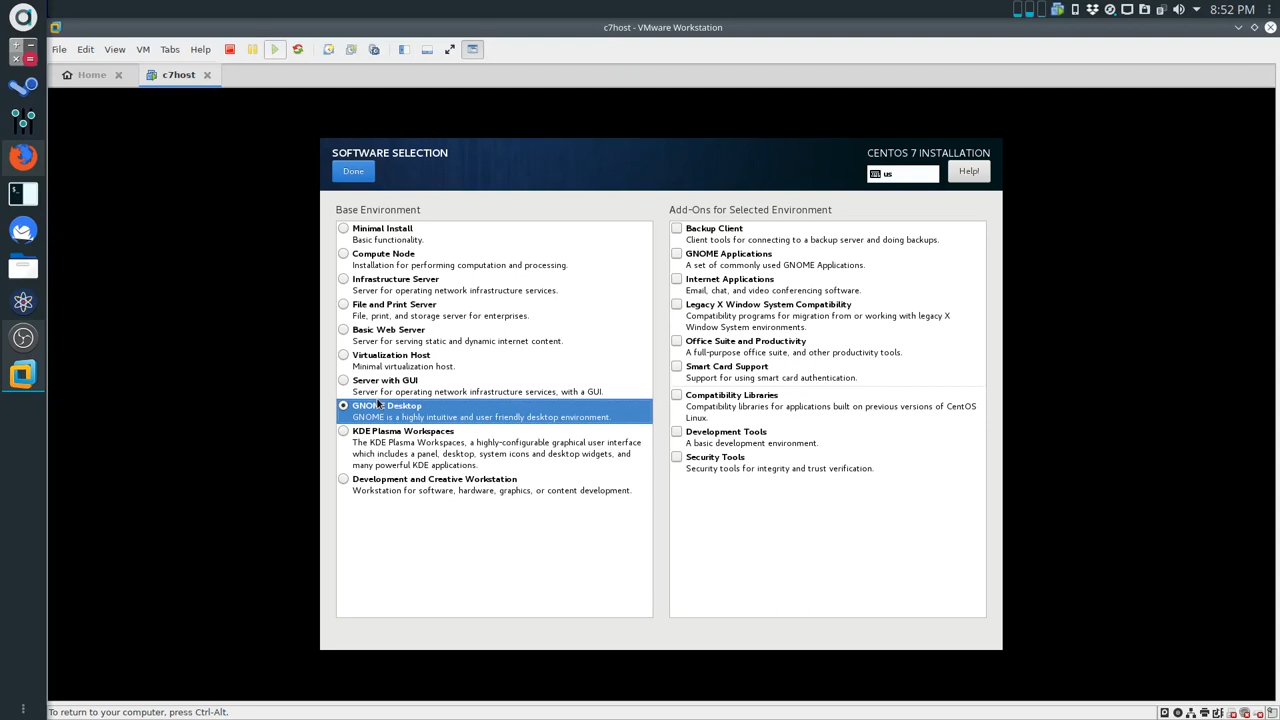 8:52 PM
c7host - VMware Workstation
File Edit View VM Tabs Help
Home c7host
SOFTWARE SELECTION
Done
CENTOS 7 INSTALLATION
us
Help!
Base Environment
Minimal Install
Basic functionality.
Compute Node
Installation for performing computation and processing.
Infrastructure Server
Server for operating network infrastructure services.
File and Print Server
File, print, and storage server for enterprises.
Basic Web Server
Server for serving static and dynamic internet content.
Virtualization Host
Minimal virtualization host.
Server with GUI
Server for operating network infrastructure services, with a GUI.
GNOME Desktop
GNOME is a highly intuitive and user friendly desktop environment.
KDE Plasma Workspaces
The KDE Plasma Workspaces, a highly-configurable graphical user interface
which includes a panel, desktop, system icons and desktop widgets, and
many powerful KDE applications.
Development and Creative Workstation
Workstation for software, hardware, graphics, or content development.
Add-Ons for Selected Environment
Backup Client
Client tools for connecting to a backup server and doing backups.
GNOME Applications
A set of commonly used GNOME Applications.
Internet Applications
Email, chat, and video conferencing software.
Legacy X Window System Compatibility
Compatibility programs for migration from or working with legacy X
Window System environments.
Office Suite and Productivity
A full-purpose office suite, and other productivity tools.
Smart Card Support
Support for using smart card authentication.
Compatibility Libraries
Compatibility libraries for applications built on previous versions of CentOS
Linux.
Development Tools
A basic development environment.
Security Tools
Security tools for integrity and trust verification.
To return to your computer, press Ctrl-Alt.